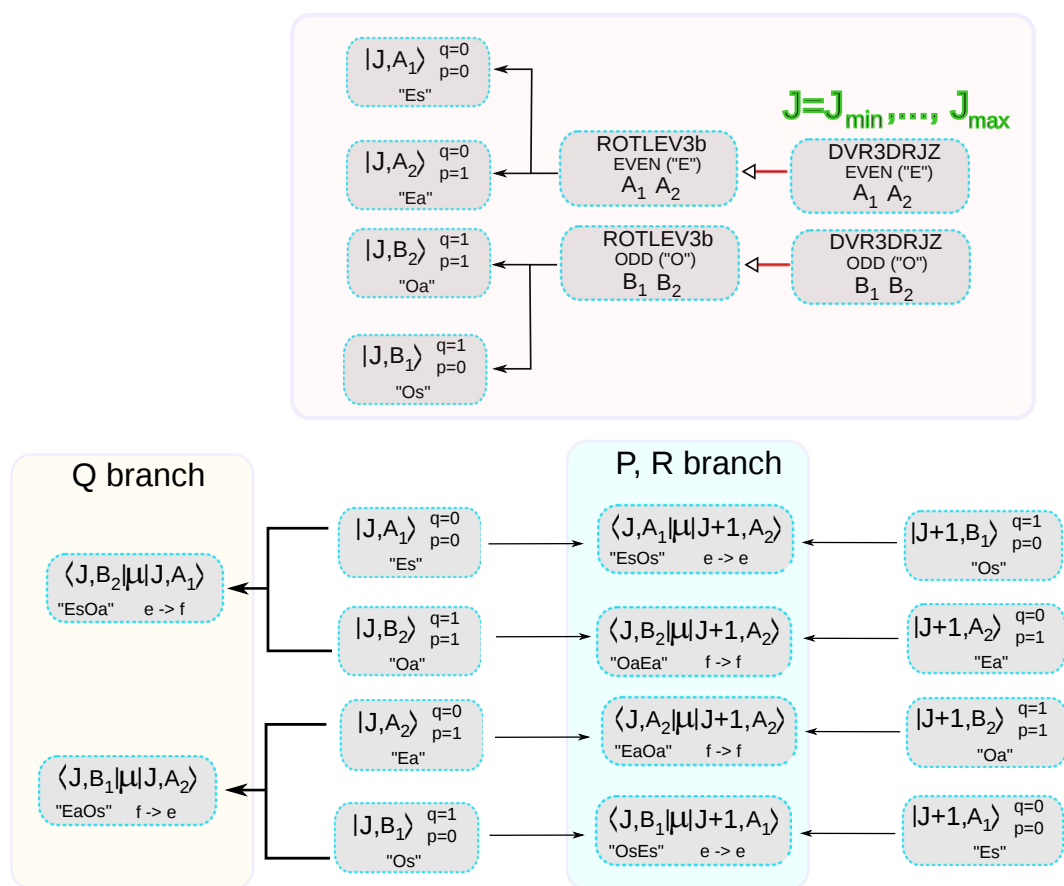 |J,A₁⟩ q=0
p=0
"Es"
J=J_min,..., J_max
|J,A₂⟩ q=0
p=1
"Ea"
ROTLEV3b
EVEN ("E")
A₁ A₂
DVR3DRJZ
EVEN ("E")
A₁ A₂
|J,B₂⟩ q=1
p=1
"Oa"
ROTLEV3b
ODD ("O")
B₁ B₂
DVR3DRJZ
ODD ("O")
B₁ B₂
|J,B₁⟩ q=1
p=0
"Os"
Q branch
P, R branch
⟨J,B₂|μ|J,A₁⟩
"EsOa" e -> f
|J,A₁⟩ q=0
p=0
"Es"
⟨J,A₁|μ|J+1,A₂⟩
"EsOs" e -> e
|J+1,B₁⟩ q=1
p=0
"Os"
|J,B₂⟩ q=1
p=1
"Oa"
⟨J,B₂|μ|J+1,A₂⟩
"OaEa" f -> f
|J+1,A₂⟩ q=0
p=1
"Ea"
⟨J,B₁|μ|J,A₂⟩
"EaOs" f -> e
|J,A₂⟩ q=0
p=1
"Ea"
⟨J,A₂|μ|J+1,A₂⟩
"EaOa" f -> f
|J+1,B₂⟩ q=1
p=1
"Oa"
|J,B₁⟩ q=1
p=0
"Os"
⟨J,B₁|μ|J+1,A₁⟩
"OsEs" e -> e
|J+1,A₁⟩ q=0
p=0
"Es"